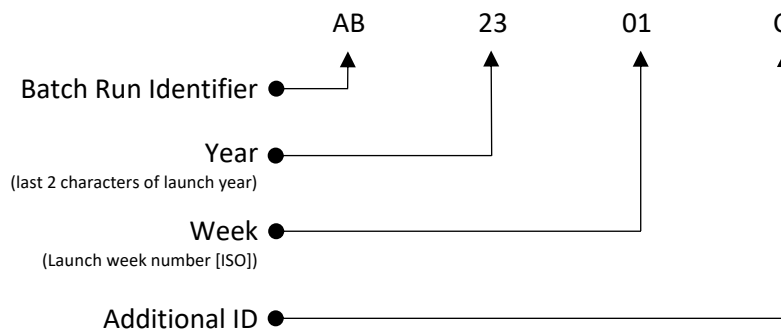 AB 23 01
Batch Run Identifier
Year
(last 2 characters of launch year)
Week
(Launch week number [ISO])
Additional ID